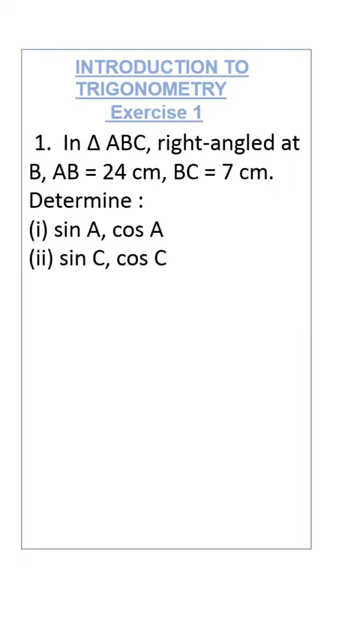 INTRODUCTION TO
TRIGONOMETRY
Exercise 1
1. In Δ ABC, right-angled at
B, AB = 24 cm, BC = 7 cm.
Determine :
(i) sin A, cos A
(ii) sin C, cos C